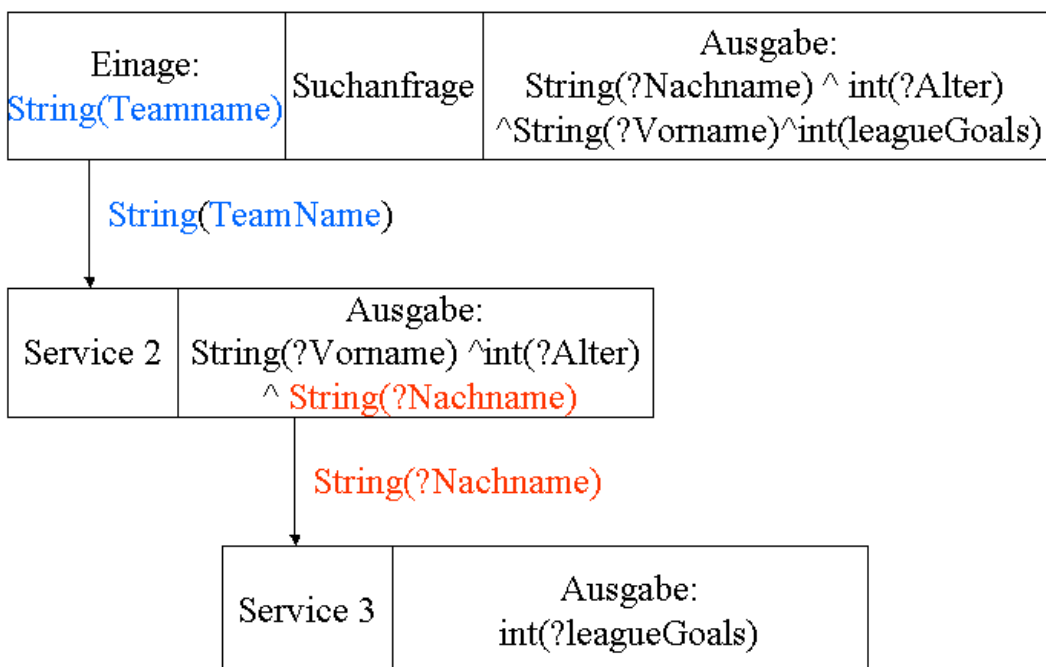 Einage:
String(Teamname)
Suchanfrage
Ausgabe:
String(?Nachname) ^ int(?Alter)
^String(?Vorname)^int(leagueGoals)
String(TeamName)
Service 2
Ausgabe:
String(?Vorname) ^int(?Alter)
^ String(?Nachname)
String(?Nachname)
Service 3
Ausgabe:
int(?leagueGoals)